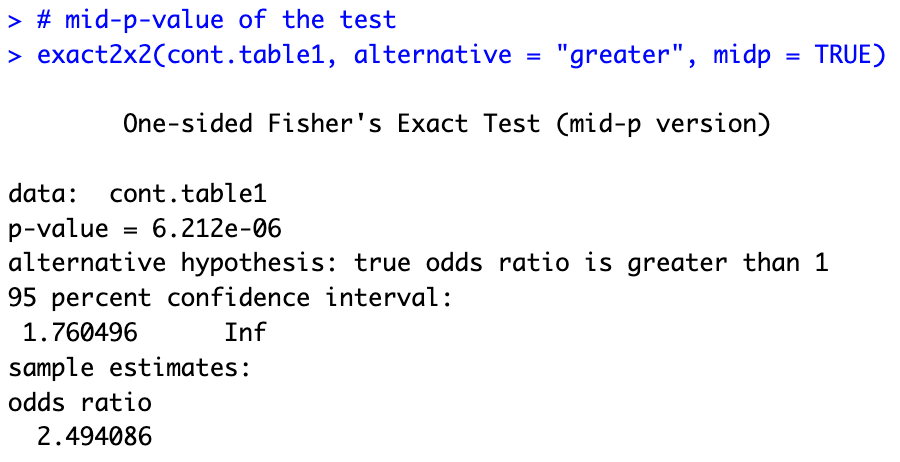 > # mid-p-value of the test
> exact2x2(cont.table1, alternative = "greater", midp = TRUE)
One-sided Fisher's Exact Test (mid-p version)
data:  cont.table1
p-value = 6.212e-06
alternative hypothesis: true odds ratio is greater than 1
95 percent confidence interval:
 1.760496      Inf
sample estimates:
odds ratio
  2.494086